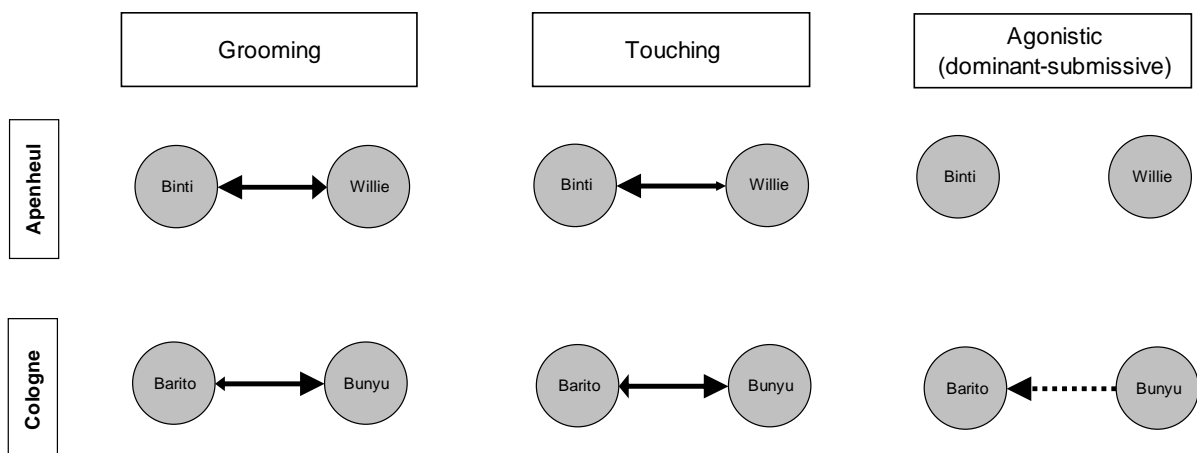 Grooming
Touching
Agonistic
(dominant-submissive)
Apenheul
Binti
Willie
Binti
Willie
Binti
Willie
Cologne
Barito
Bunyu
Barito
Bunyu
Barito
Bunyu